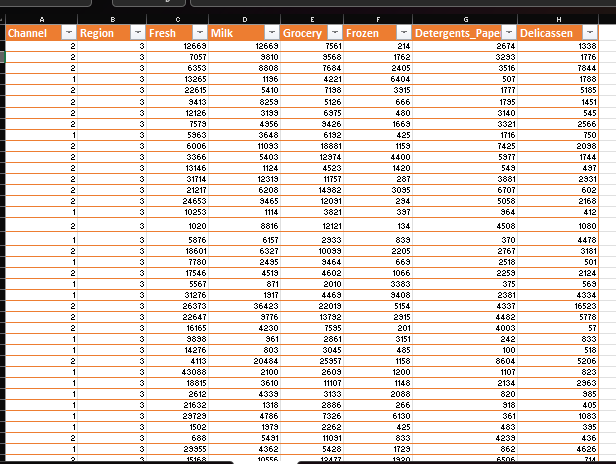 A B C D E F G H
Channel Region Fresh Milk Grocery Frozen Detergents_Pape Delicassen
2 3 12669 12669 7561 214 2674 1338
2 3 7057 9810 9568 1762 3293 1776
2 3 6353 8808 7684 2405 3516 7844
1 3 13265 1196 4221 6404 507 1788
2 3 22615 5410 7198 3915 1777 5185
2 3 9413 8259 5126 666 1795 1451
2 3 12126 3199 6975 480 3140 545
2 3 7579 4956 9426 1669 3321 2566
1 3 5963 3648 6192 425 1716 750
2 3 6006 11093 18881 1159 7425 2098
2 3 3366 5403 12974 4400 5977 1744
2 3 13146 1124 4523 1420 549 497
2 3 31714 12319 11757 287 3881 2931
2 3 21217 6208 14982 3095 6707 602
2 3 24653 9465 12091 294 5058 2168
1 3 10253 1114 3821 397 964 412
2 3 1020 8816 12121 134 4508 1080
1 3 5876 6157 2933 839 370 4478
2 3 18601 6327 10099 2205 2767 3181
1 3 7780 2495 9464 669 2518 501
2 3 17546 4519 4602 1066 2259 2124
1 3 5567 871 2010 3383 375 569
1 3 31276 1917 4469 9408 2381 4334
2 3 26373 36423 22019 5154 4337 16523
2 3 22647 9776 13792 2915 4482 5778
2 3 16165 4230 7595 201 4003 57
1 3 9898 961 2861 3151 242 833
1 3 14276 803 3045 485 100 518
2 3 4113 20484 25957 1158 8604 5206
1 3 43088 2100 2609 1200 1107 823
1 3 18815 3610 11107 1148 2134 2963
1 3 2612 4339 3133 2088 820 985
1 3 21632 1318 2886 266 918 405
1 3 29729 4786 7326 6130 361 1083
1 3 1502 1979 2262 425 483 395
2 3 688 5491 11091 833 4239 436
1 3 29955 4362 5428 1729 862 4626
2 3 15168 10556 12477 1920 6506 714